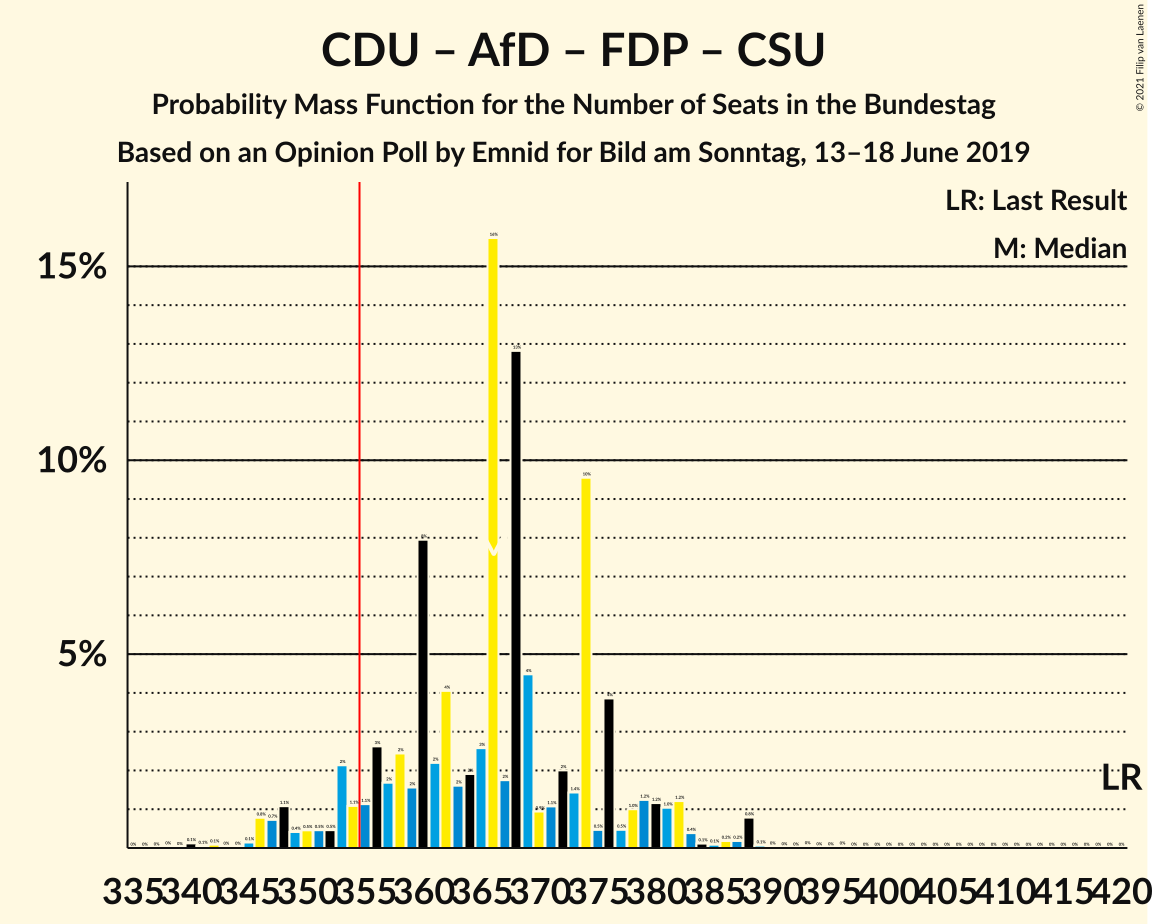 CDU – AfD – FDP – CSU
Probability Mass Function for the Number of Seats in the Bundestag
Based on an Opinion Poll by Emnid for Bild am Sonntag, 13–18 June 2019
© 2021 Filip van Laenen
LR: Last Result
M: Median
15%
10%
5%
M
LR
335 340 345 350 355 360 365 370 375 380 385 390 395 400 405 410 415 420